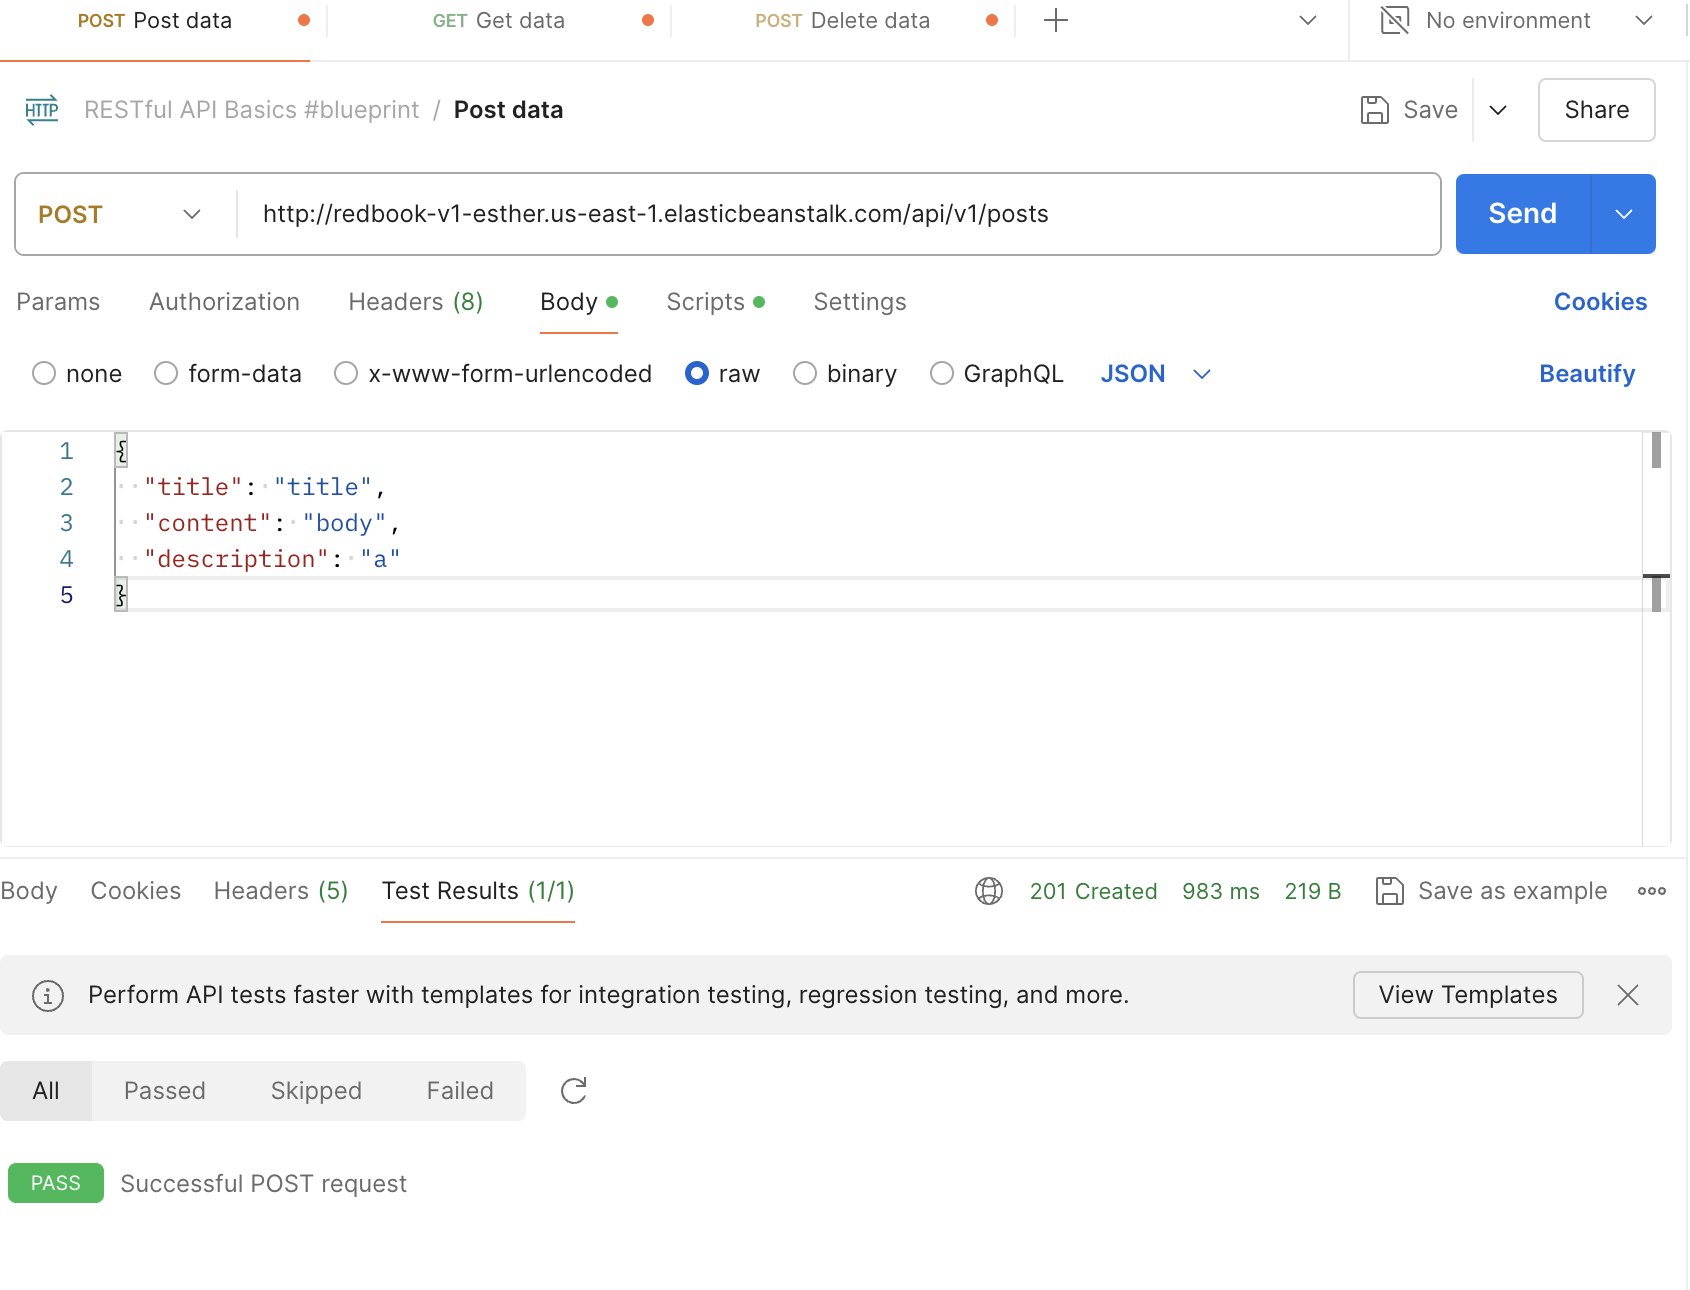 POST Post data GET Get data POST Delete data No environment
HTTP RESTful API Basics #blueprint / Post data Save Share
POST http://redbook-v1-esther.us-east-1.elasticbeanstalk.com/api/v1/posts Send
Params Authorization Headers (8) Body Scripts Settings Cookies
none form-data x-www-form-urlencoded raw binary GraphQL JSON Beautify
1 {
2 "title": "title",
3 "content": "body",
4 "description": "a"
5 }
Body Cookies Headers (5) Test Results (1/1) 201 Created 983 ms 219 B Save as example
Perform API tests faster with templates for integration testing, regression testing, and more. View Templates
All Passed Skipped Failed
PASS Successful POST request